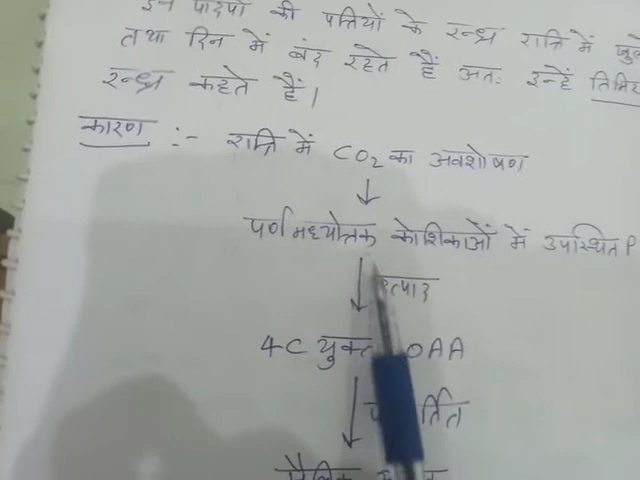 इन पादपों की पत्तियों के रन्ध्र रात्रि में
तथा दिन में बंद रहते हैं अतः इन्हें
रन्ध्र कहते हैं।
कारण :- रात्रि में CO2 का अवशोषण
↓
पर्णमध्योतक कोशिकाओं में उपस्थित P
↓
4C युक्त OAA
↓